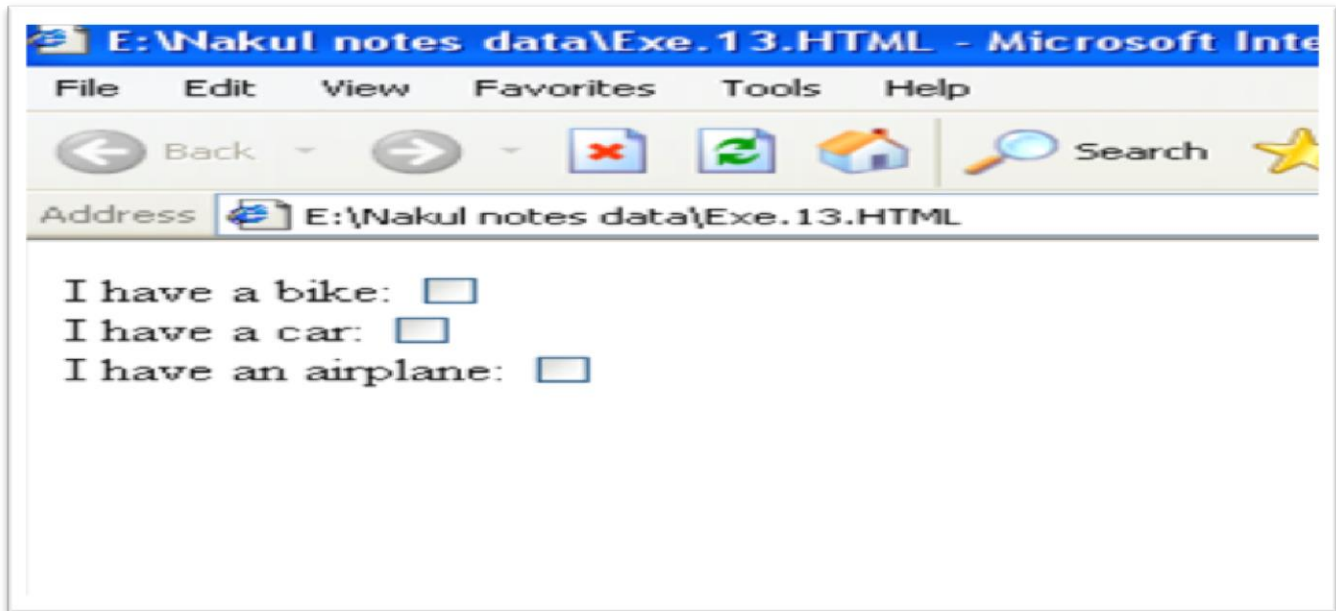 E:\Nakul notes data\Exe.13.HTML - Microsoft Inte
File Edit View Favorites Tools Help
Back Search
Address E:\Nakul notes data\Exe.13.HTML
I have a bike:
I have a car:
I have an airplane: